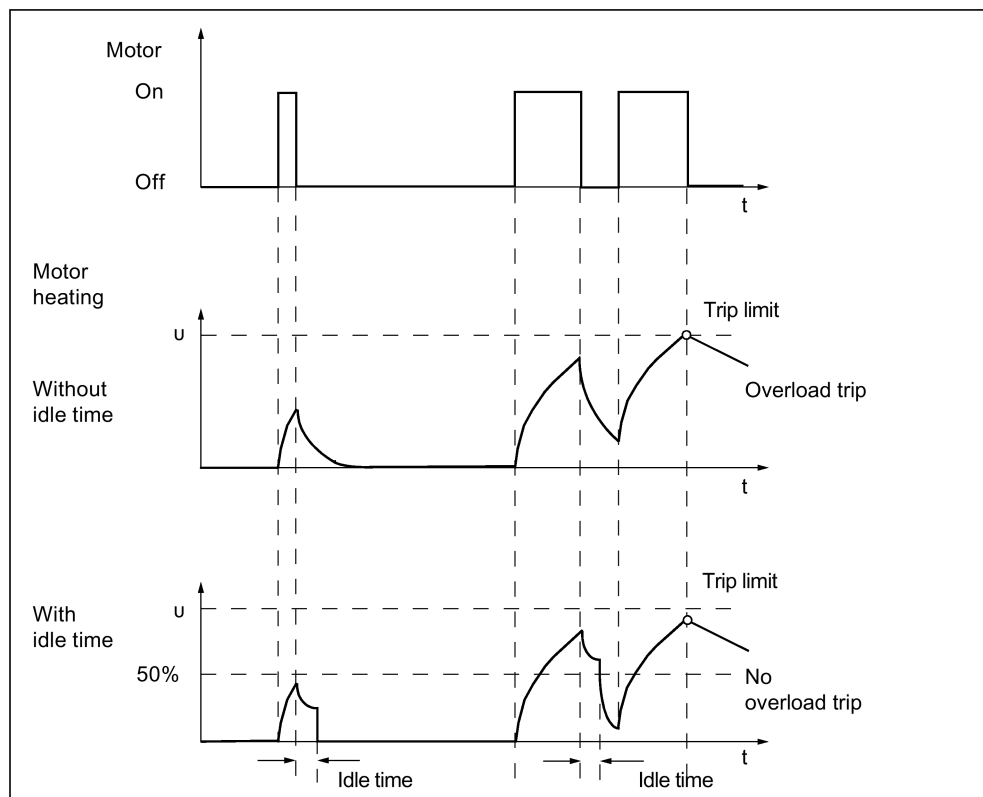 Motor
On
Off
t
Motor
heating
Trip limit
υ
Without
idle time
Overload trip
t
Trip limit
With
idle time
υ
50%
No
overload trip
t
Idle time
Idle time